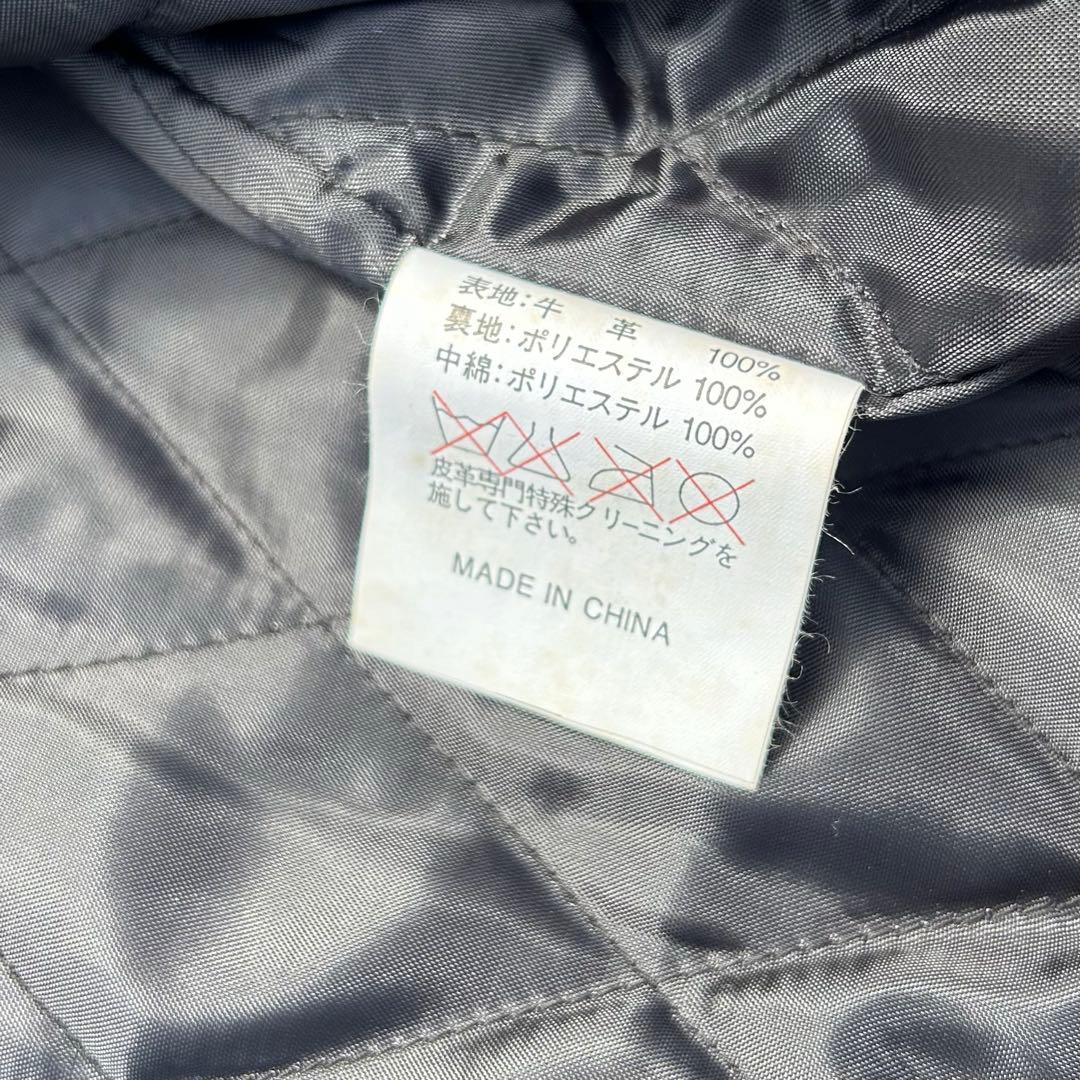 表地:牛 革 100%
裏地:ポリエステル 100%
中綿:ポリエステル 100%
皮革専門特殊クリーニングを
施して下さい。
MADE IN CHINA